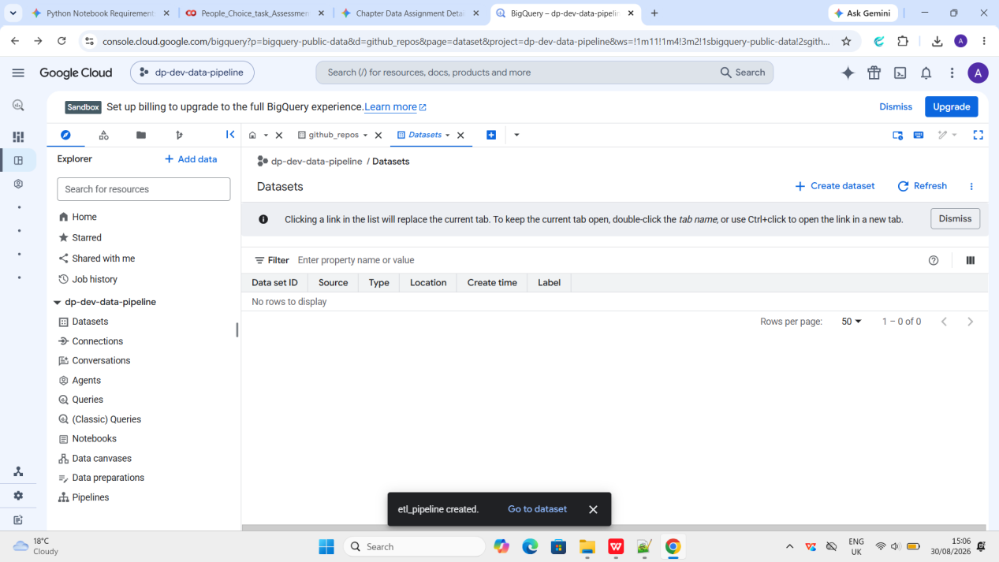 Python Notebook Requirement
People_Choice_task_Assessmen
Chapter Data Assignment Detai
BigQuery – dp-dev-data-pipelin
Ask Gemini
console.cloud.google.com/bigquery?p=bigquery-public-data&d=github_repos&page=dataset&project=dp-dev-data-pipeline&ws=!1m11!1m4!3m2!1sbigquery-public-data!2sgith...
A
Google Cloud
dp-dev-data-pipeline
Search (/) for resources, docs, products and more
Search
A
Sandbox Set up billing to upgrade to the full BigQuery experience. Learn more
Dismiss
Upgrade
github_repos
Datasets
Explorer
Add data
Search for resources
Home
Starred
Shared with me
Job history
dp-dev-data-pipeline
Datasets
Connections
Conversations
Agents
Queries
(Classic) Queries
Notebooks
Data canvases
Data preparations
Pipelines
dp-dev-data-pipeline / Datasets
Datasets
Create dataset
Refresh
Clicking a link in the list will replace the current tab. To keep the current tab open, double-click the tab name, or use Ctrl+click to open the link in a new tab.
Dismiss
Filter Enter property name or value
Data set ID Source Type Location Create time Label
No rows to display
Rows per page: 50 1 – 0 of 0
etl_pipeline created. Go to dataset
18°C
Cloudy
Search
ENG
UK
15:06
30/08/2026